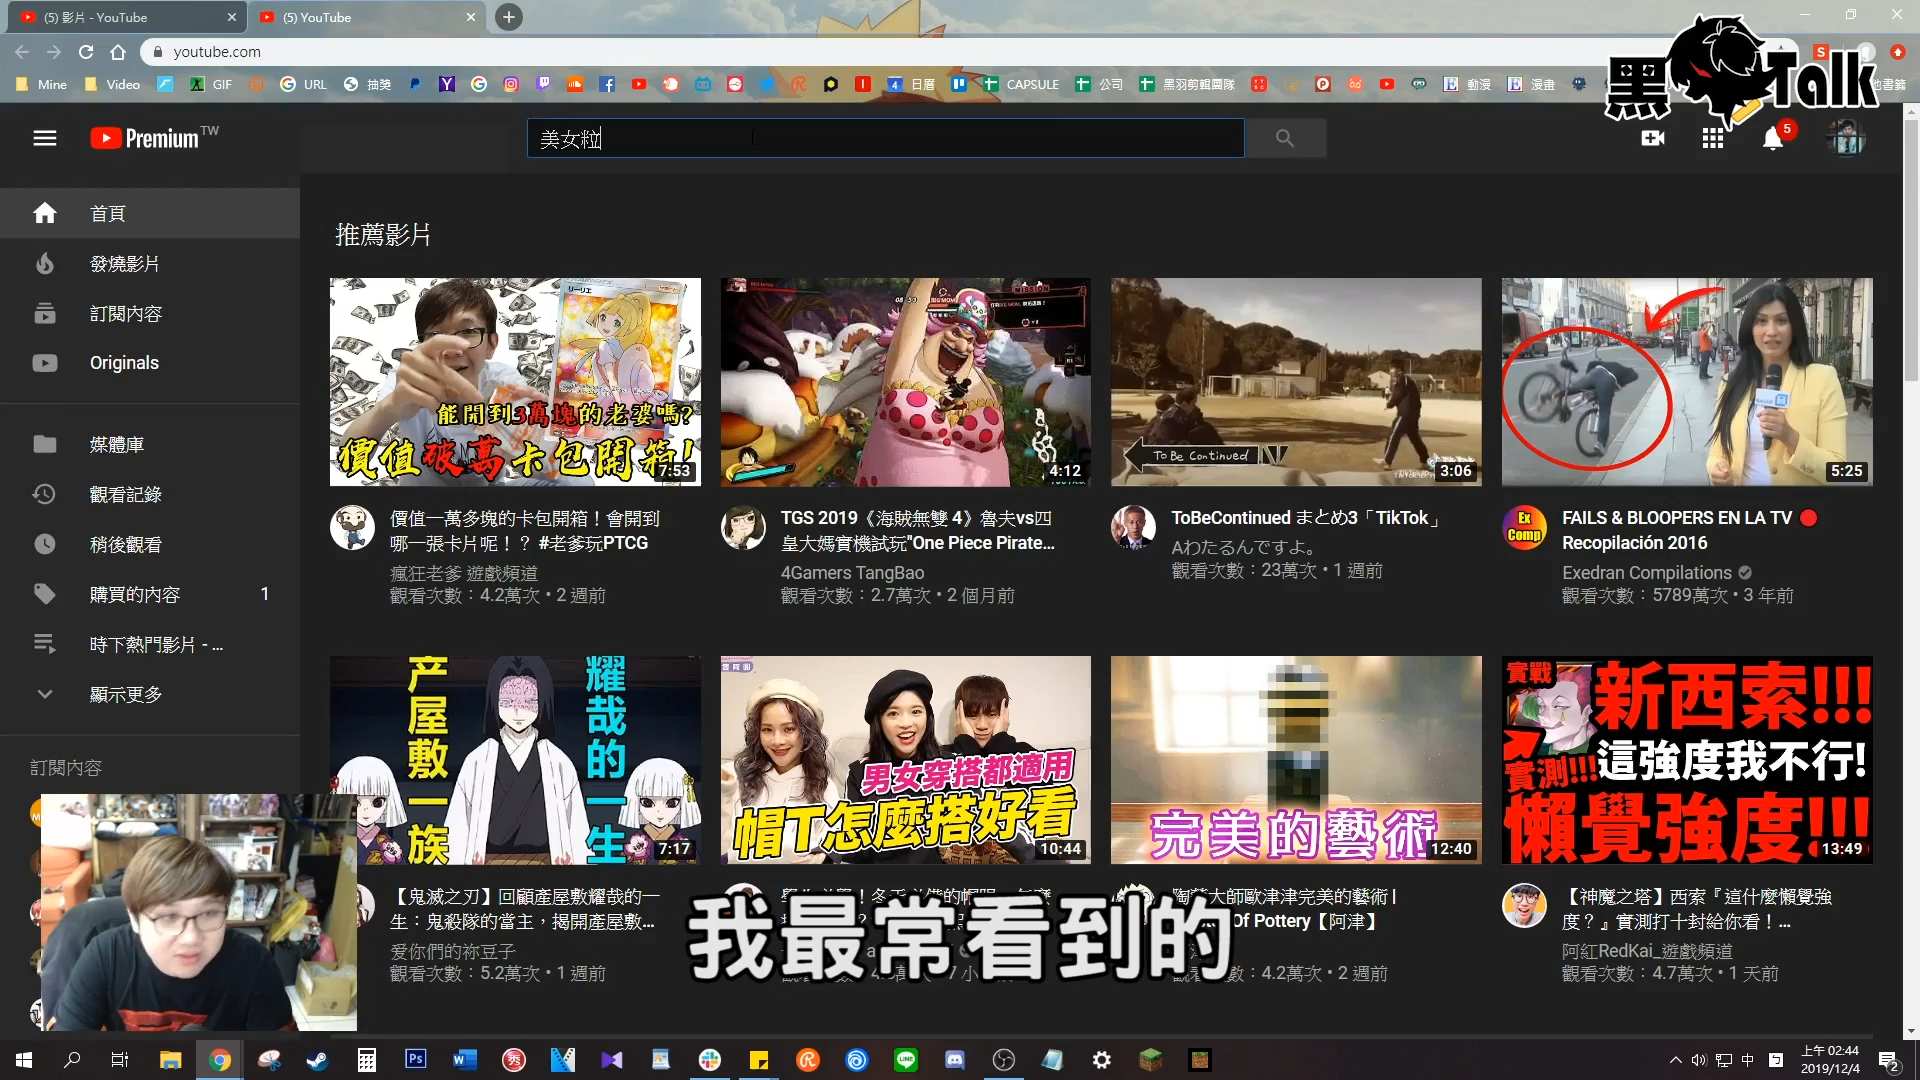 (5) 影片 - YouTube
(5) YouTube
youtube.com
Mine
Video
GIF
URL
抽獎
日曆
CAPSULE
公司
黑羽剪輯團隊
動漫
漫畫
黑Talk
Premium TW
美女粒
5
首頁
發燒影片
訂閱內容
Originals
媒體庫
觀看記錄
稍後觀看
購買的內容 1
時下熱門影片 - ...
顯示更多
訂閱內容
推薦影片
能開到3萬塊的老婆嗎?
價值破萬卡包開箱!
7:53
價值一萬多塊的卡包開箱！會開到
哪一張卡片呢！？ #老爹玩PTCG
瘋狂老爹 遊戲頻道
觀看次數：4.2萬次 • 2 週前
MISSION
4:12
TGS 2019《海賊無雙 4》魯夫vs四
皇大媽實機試玩"One Piece Pirate...
4Gamers TangBao
觀看次數：2.7萬次 • 2 個月前
To Be Continued
3:06
ToBeContinued まとめ3「TikTok」
Aわたるんですよ。
觀看次數：23萬次 • 1 週前
5:25
Ex
Comp
FAILS & BLOOPERS EN LA TV
Recopilación 2016
Exedran Compilations
觀看次數：5789萬次 • 3 年前
产屋敷一族
耀哉的一生
7:17
【鬼滅之刃】回顧產屋敷耀哉的一
生：鬼殺隊的當主，揭開產屋敷...
爱你們的祢豆子
觀看次數：5.2萬次 • 1 週前
男女穿搭都適用
帽T怎麼搭好看
10:44
完美的藝術
12:40
陶藝大師歐津津完美的藝術 |
Of Pottery【阿津】
4.2萬次 • 2 週前
實戰
新西索!!!
這強度我不行!
實測!!!
懶覺強度!!!
13:49
【神魔之塔】西索『這什麼懶覺強
度？』實測打十封給你看！...
阿紅RedKai_遊戲頻道
觀看次數：4.7萬次 • 1 天前
我最常看到的
中
上午 02:44
2019/12/4
2